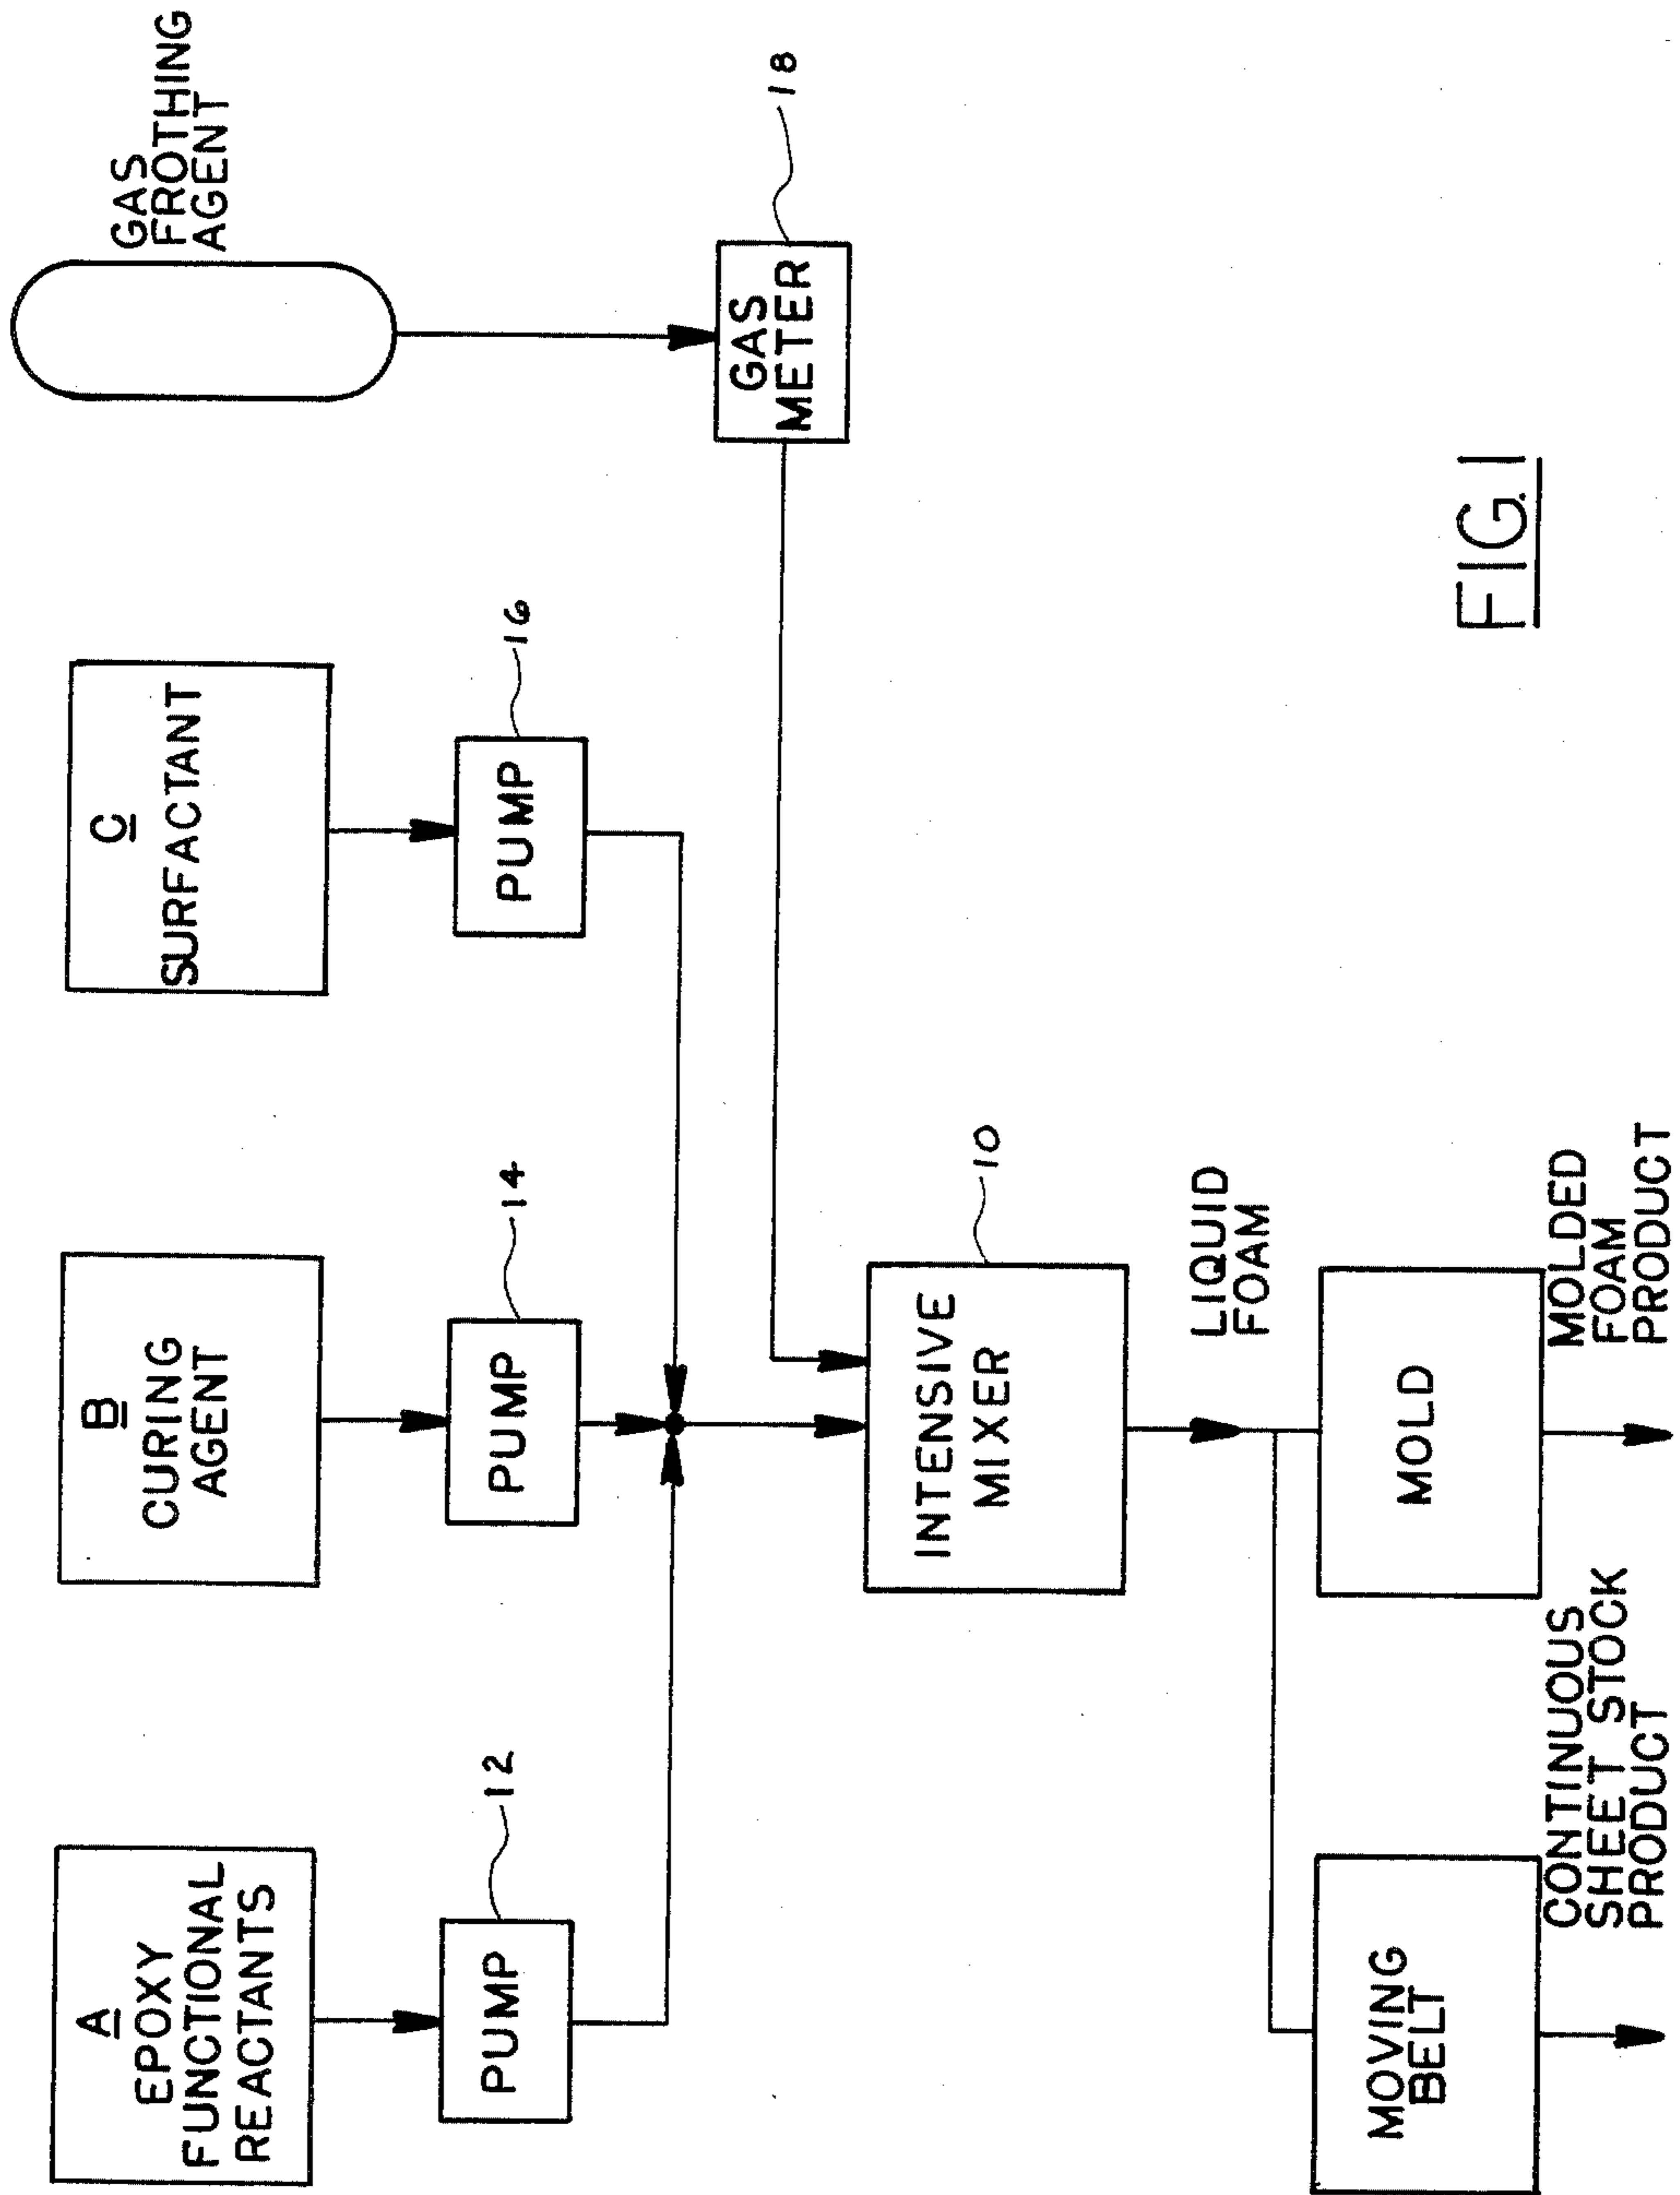 A
EPOXY
FUNCTIONAL
REACTANTS
B
CURING
AGENT
C
SURFACTANT
GAS
FROTHING
AGENT
PUMP
12
PUMP
14
PUMP
16
GAS
METER
18
INTENSIVE
MIXER
10
LIQUID
FOAM
MOVING
BELT
MOLD
CONTINUOUS
SHEET STOCK
PRODUCT
MOLDED
FOAM
PRODUCT
FIG. 1